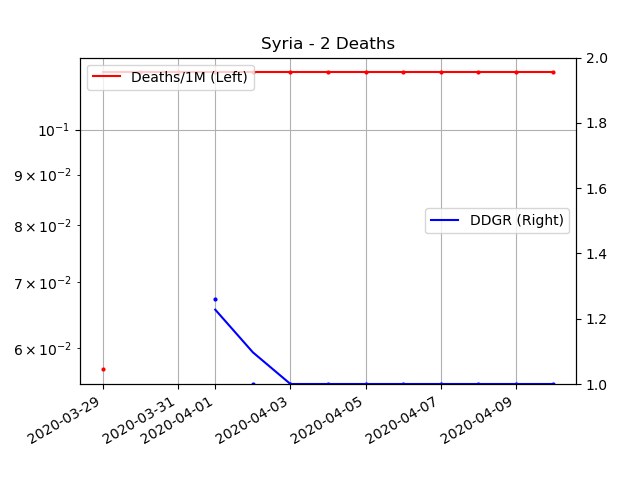 Syria - 2 Deaths
Deaths/1M (Left)
DDGR (Right)
10⁻¹
9 × 10⁻²
8 × 10⁻²
7 × 10⁻²
6 × 10⁻²
2.0
1.8
1.6
1.4
1.2
1.0
2020-03-29
2020-03-31
2020-04-01
2020-04-03
2020-04-05
2020-04-07
2020-04-09